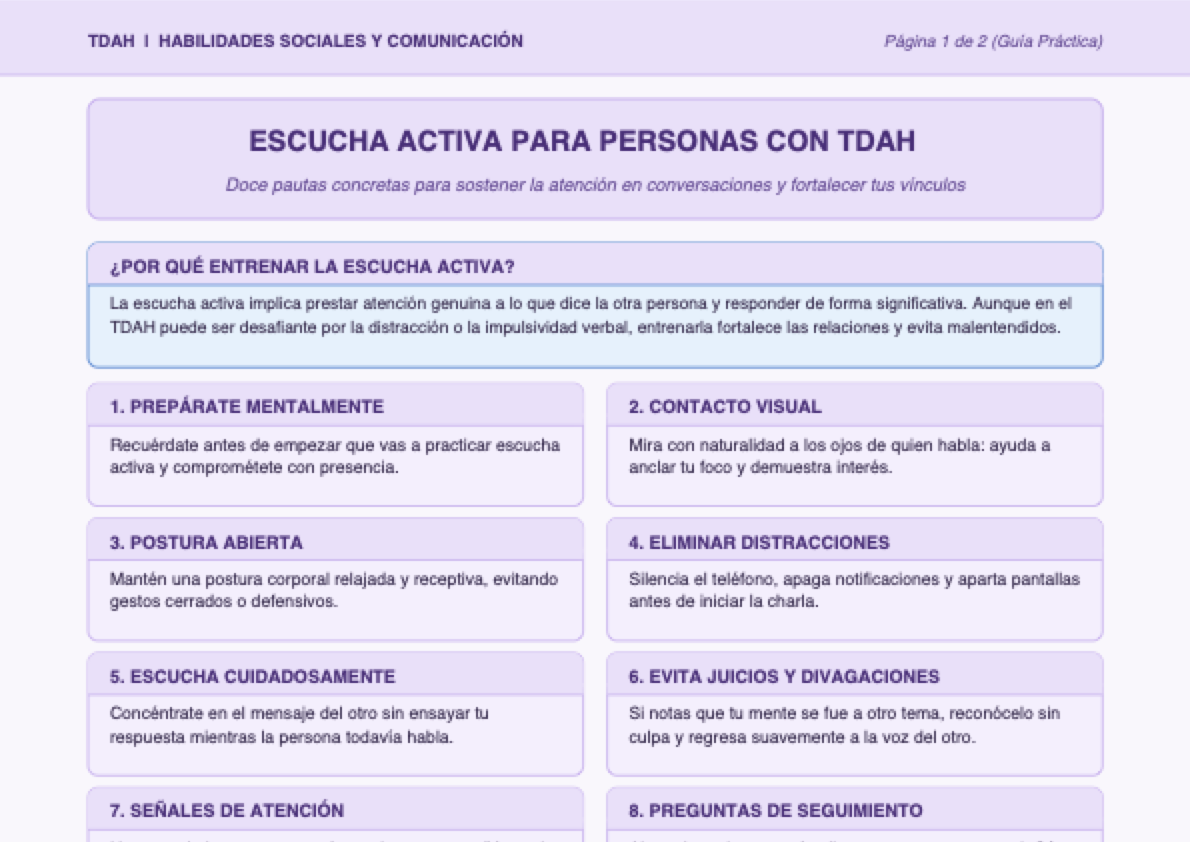 TDAH | HABILIDADES SOCIALES Y COMUNICACIÓN
Página 1 de 2 (Guía Práctica)
ESCUCHA ACTIVA PARA PERSONAS CON TDAH
Doce pautas concretas para sostener la atención en conversaciones y fortalecer tus vínculos
¿POR QUÉ ENTRENAR LA ESCUCHA ACTIVA?
La escucha activa implica prestar atención genuina a lo que dice la otra persona y responder de forma significativa. Aunque en el
TDAH puede ser desafiante por la distracción o la impulsividad verbal, entrenarla fortalece las relaciones y evita malentendidos.
1. PREPÁRATE MENTALMENTE
Recuérdate antes de empezar que vas a practicar escucha
activa y comprométete con presencia.
2. CONTACTO VISUAL
Mira con naturalidad a los ojos de quien habla: ayuda a
anclar tu foco y demuestra interés.
3. POSTURA ABIERTA
Mantén una postura corporal relajada y receptiva, evitando
gestos cerrados o defensivos.
4. ELIMINAR DISTRACCIONES
Silencia el teléfono, apaga notificaciones y aparta pantallas
antes de iniciar la charla.
5. ESCUCHA CUIDADOSAMENTE
Concéntrate en el mensaje del otro sin ensayar tu
respuesta mientras la persona todavía habla.
6. EVITA JUICIOS Y DIVAGACIONES
Si notas que tu mente se fue a otro tema, reconócelo sin
culpa y regresa suavemente a la voz del otro.
7. SEÑALES DE ATENCIÓN
8. PREGUNTAS DE SEGUIMIENTO